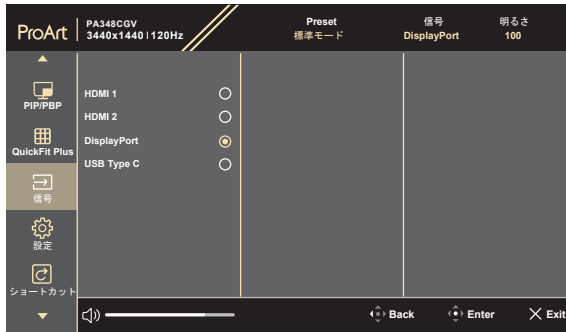 ProArt
PA348CGV
3440x1440 120Hz
Preset
標準モード
信号
DisplayPort
明るさ
100
PIP/PBP
QuickFit Plus
信号
設定
ショートカット
HDMI 1
HDMI 2
DisplayPort
USB Type C
Back
Enter
Exit